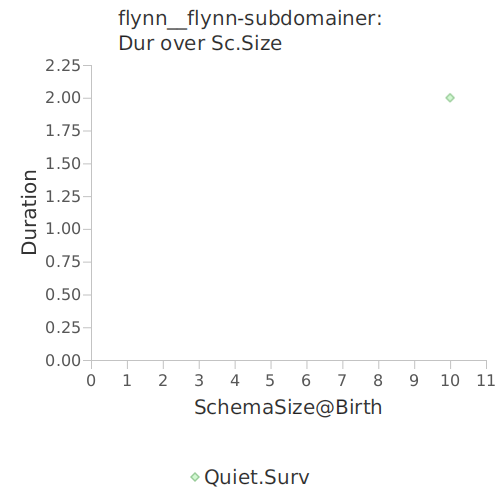 flynn__flynn-subdomainer:
Dur over Sc.Size
2.25
2.00
1.75
1.50
1.25
1.00
0.75
0.50
0.25
0.00
Duration
0 1 2 3 4 5 6 7 8 9 10 11
SchemaSize@Birth
Quiet.Surv